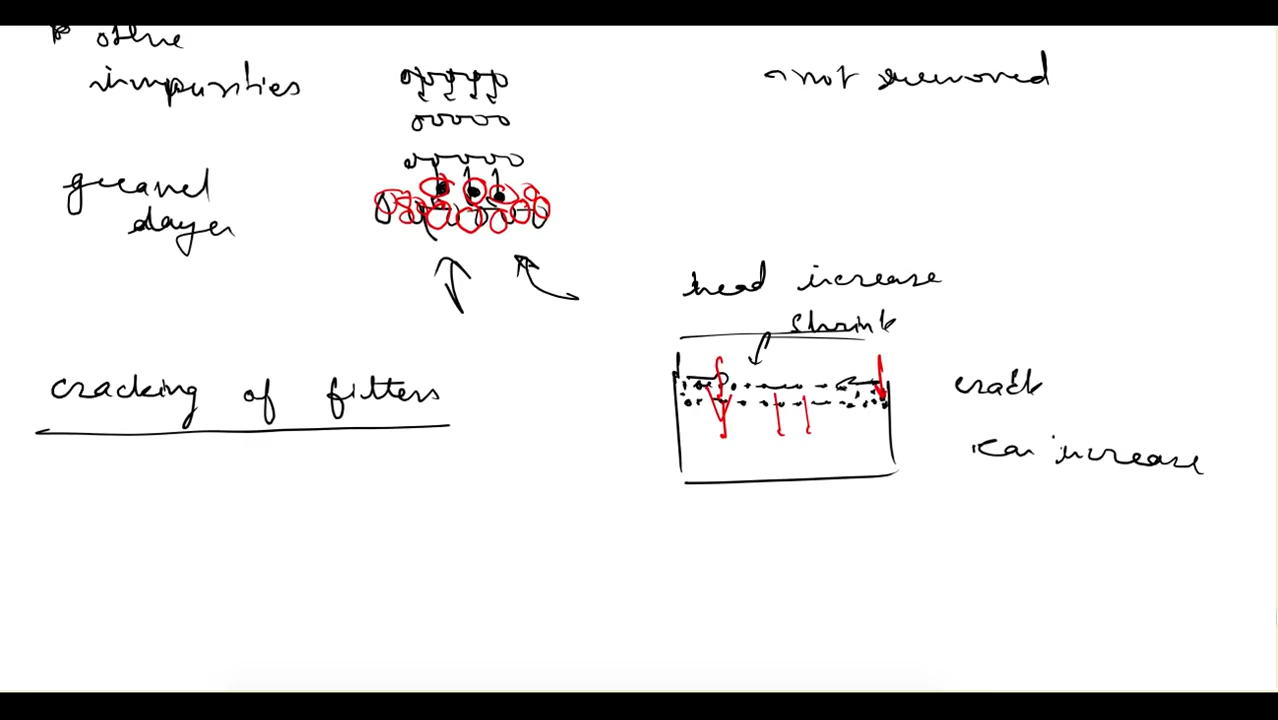 other
impurities
not removed
gravel
layer
head increase
shrink
cracking of filters
crack
can increase